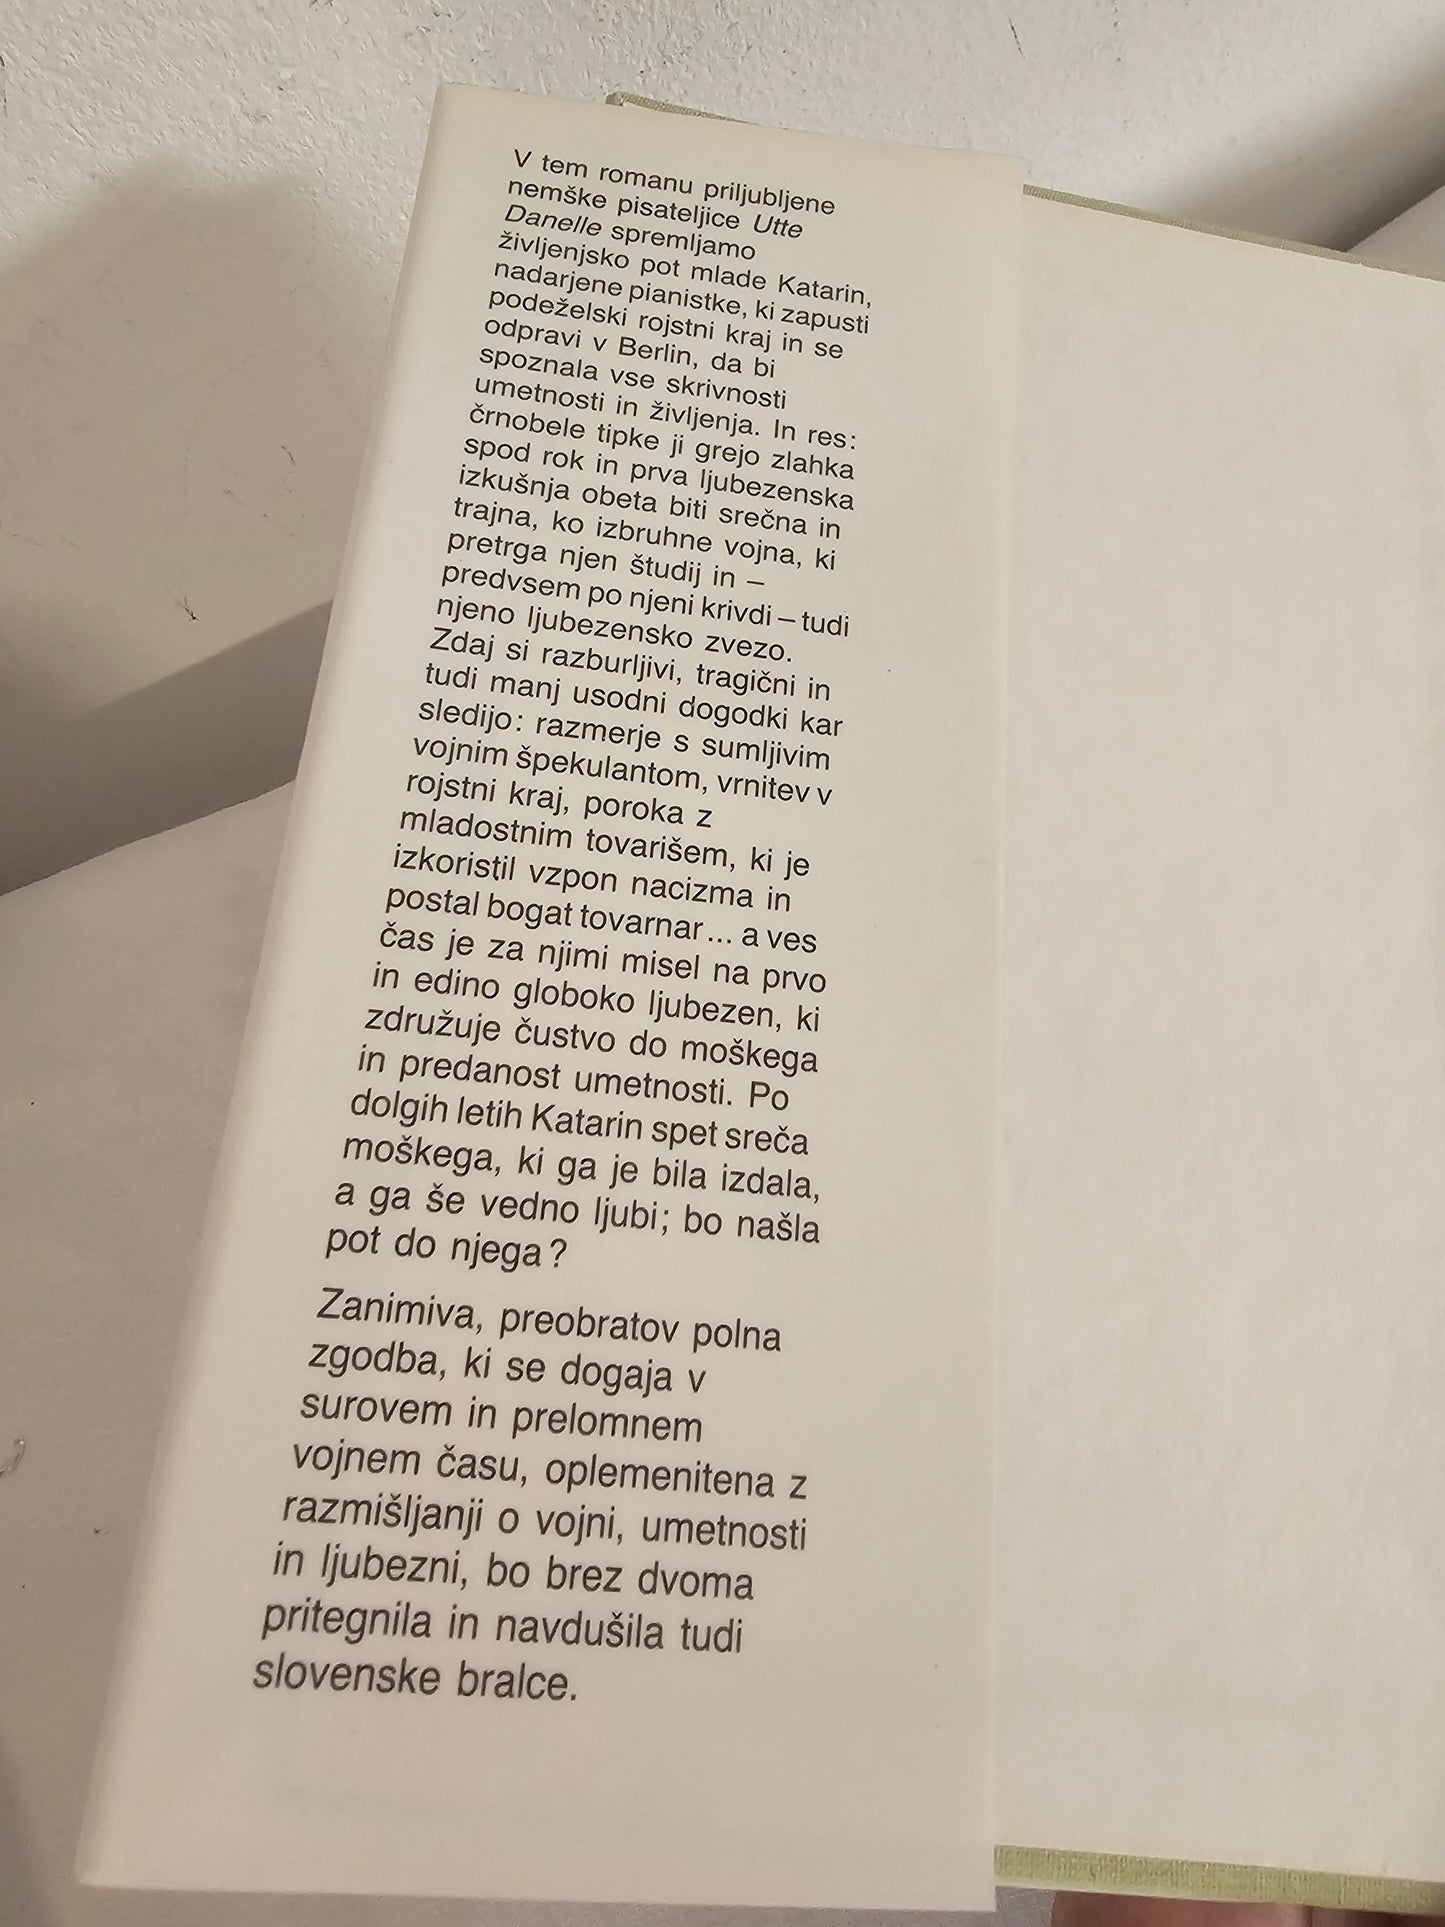 V tem romanu priljubljene
nemške pisateljice Utte
Danelle spremljamo
življenjsko pot mlade Katarin,
nadarjene pianistke, ki zapusti
podeželski rojstni kraj in se
odpravi v Berlin, da bi
spoznala vse skrivnosti
umetnosti in življenja. In res:
črnobele tipke ji grejo zlahka
spod rok in prva ljubezenska
izkušnja obeta biti srečna in
trajna, ko izbruhne vojna, ki
pretrga njen študij in –
predvsem po njeni krivdi – tudi
njeno ljubezensko zvezo.
Zdaj si razburljivi, tragični in
tudi manj usodni dogodki kar
sledijo: razmerje s sumljivim
vojnim špekulantom, vrnitev v
rojstni kraj, poroka z
mladostnim tovarišem, ki je
izkoristil vzpon nacizma in
postal bogat tovarnar... a ves
čas je za njimi misel na prvo
in edino globoko ljubezen, ki
združuje čustvo do moškega
in predanost umetnosti. Po
dolgih letih Katarin spet sreča
moškega, ki ga je bila izdala,
a ga še vedno ljubi; bo našla
pot do njega?
Zanimiva, preobratov polna
zgodba, ki se dogaja v
surovem in prelomnem
vojnem času, oplemenitena z
razmišljanji o vojni, umetnosti
in ljubezni, bo brez dvoma
pritegnila in navdušila tudi
slovenske bralce.